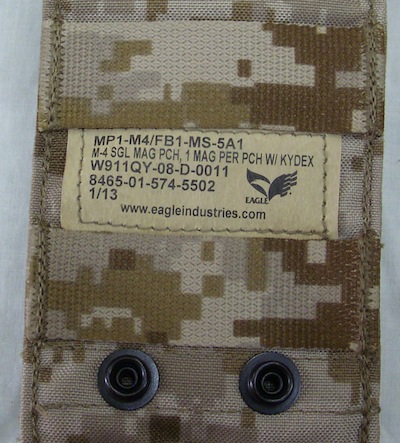 MP1-M4/FB1-MS-5A1
M-4 SGL MAG PCH, 1 MAG PER PCH W/ KYDEX
W911QY-08-D-0011
8465-01-574-5502
1/13
EAGLE
www.eagleindustries.com